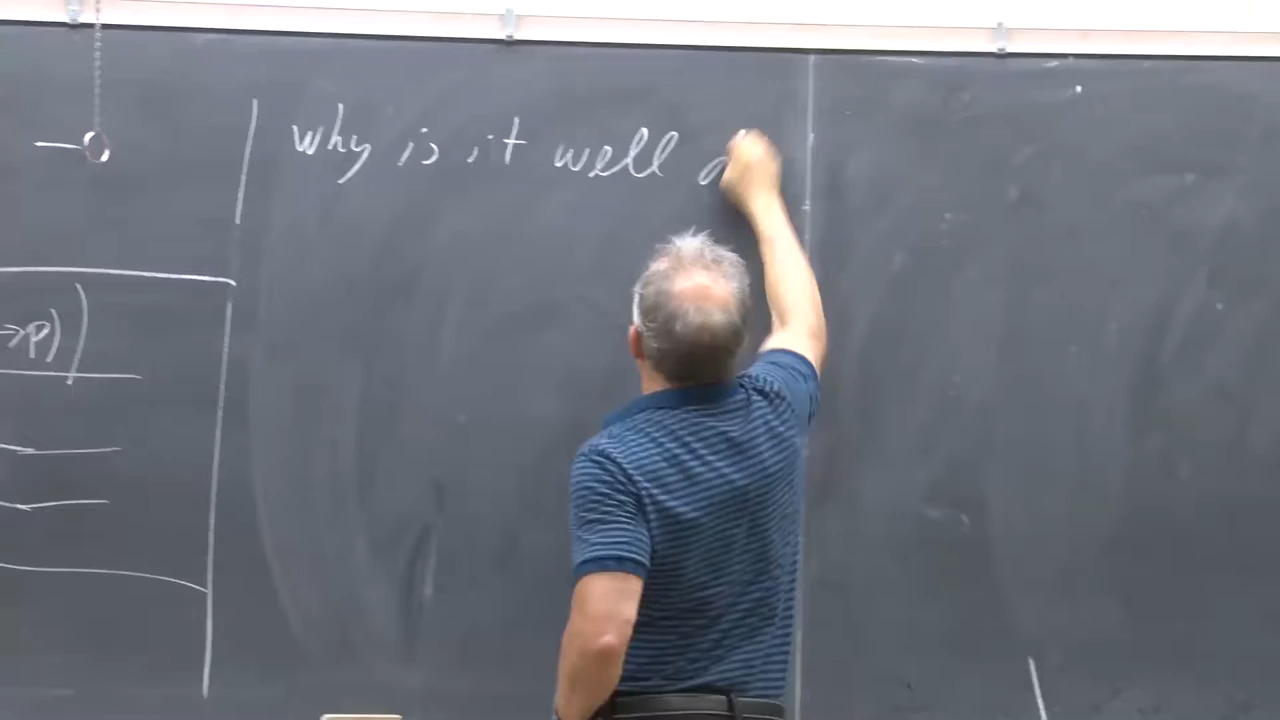 why is it well d
→p))